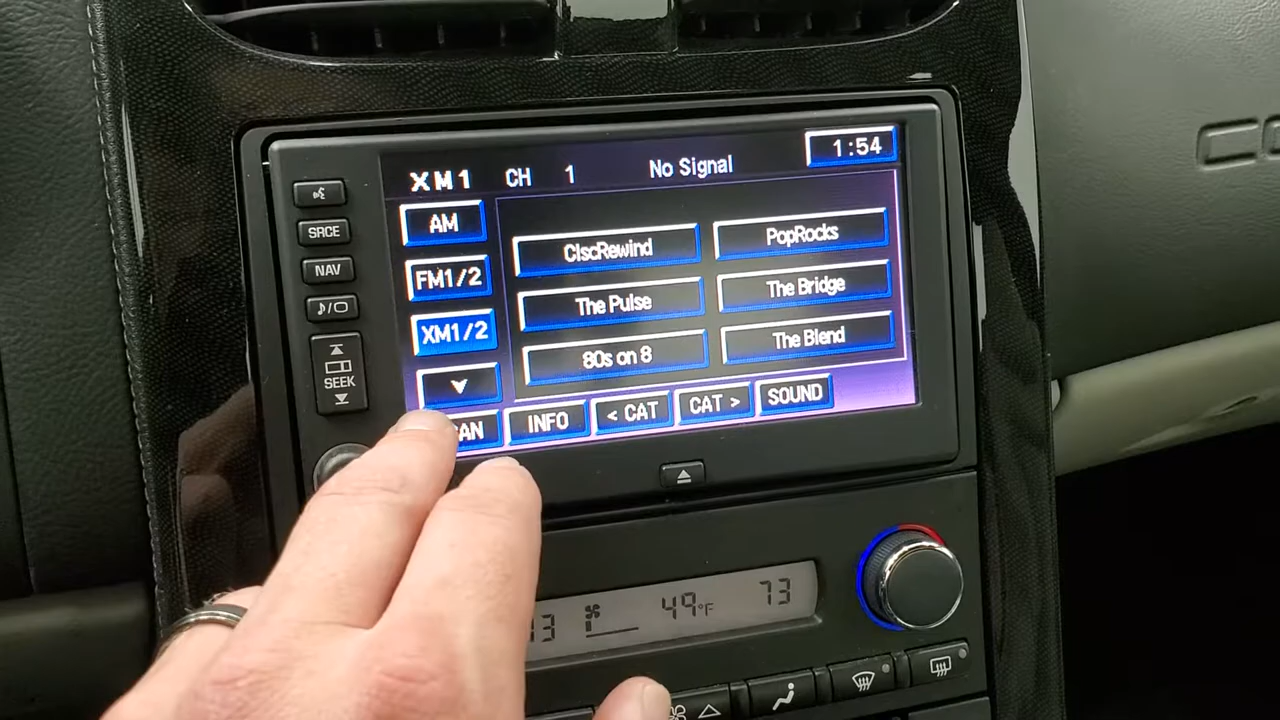 XM1 CH 1 No Signal 1:54
SRCE
NAV
SEEK
AM
FM1/2
XM1/2
ClscRewind PopRocks
The Pulse The Bridge
80s on 8 The Blend
INFO < CAT CAT > SOUND
49°F 73